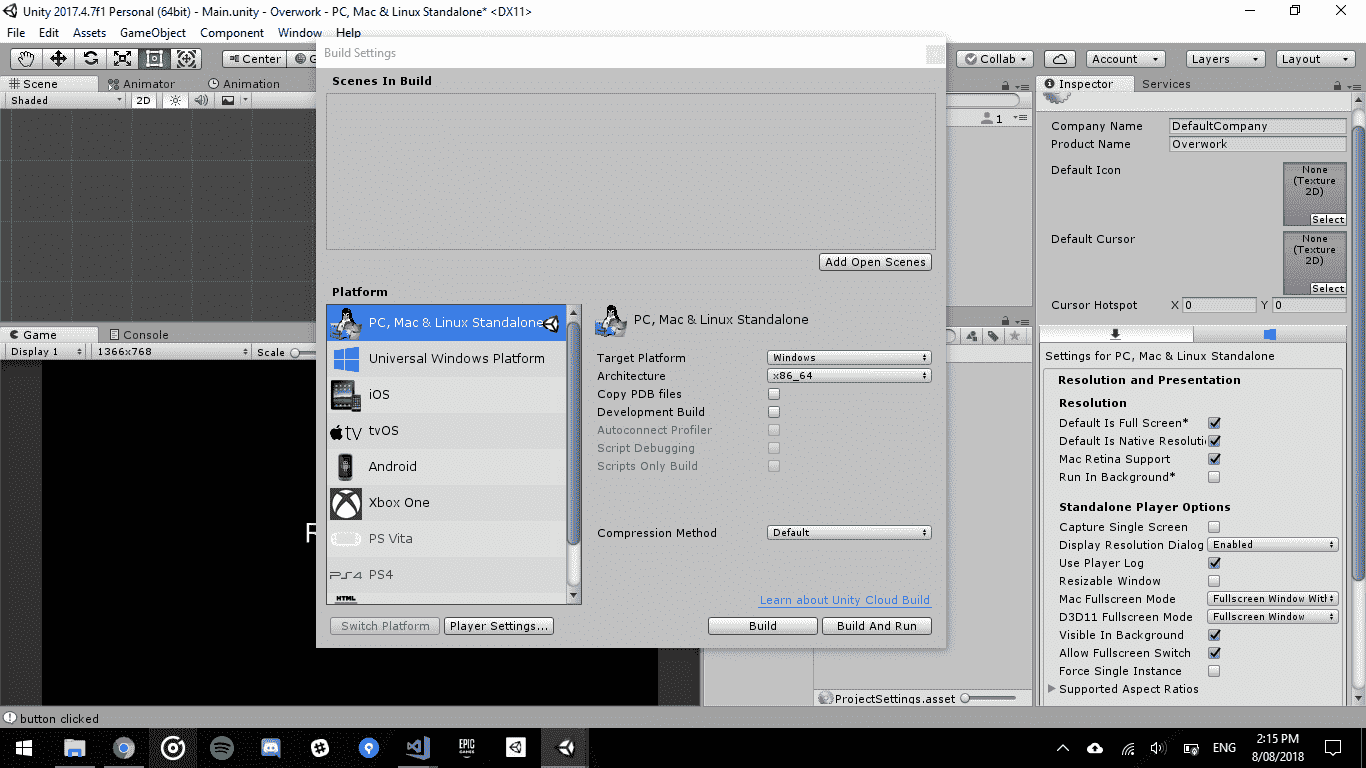 Unity 2017.4.7f1 Personal (64bit) - Main.unity - Overwork - PC, Mac & Linux Standalone* <DX11>
File Edit Assets GameObject Component Window Help
Center
Collab
Account
Layers
Layout
Build Settings
Scenes In Build
Add Open Scenes
Platform
PC, Mac & Linux Standalone
Universal Windows Platform
iOS
tvOS
Android
Xbox One
PS Vita
PS4
HTML
Switch Platform
Player Settings...
PC, Mac & Linux Standalone
Target Platform Windows
Architecture x86_64
Copy PDB files
Development Build
Autoconnect Profiler
Script Debugging
Scripts Only Build
Compression Method Default
Learn about Unity Cloud Build
Build
Build And Run
Scene
Animator
Animation
Shaded
2D
1
Game
Console
Display 1
1366x768
Scale
R
Inspector
Services
Company Name DefaultCompany
Product Name Overwork
Default Icon
None
(Texture
2D)
Select
Default Cursor
None
(Texture
2D)
Select
Cursor Hotspot X 0 Y 0
Settings for PC, Mac & Linux Standalone
Resolution and Presentation
Resolution
Default Is Full Screen*
Default Is Native Resoluti
Mac Retina Support
Run In Background*
Standalone Player Options
Capture Single Screen
Display Resolution Dialog Enabled
Use Player Log
Resizable Window
Mac Fullscreen Mode Fullscreen Window With
D3D11 Fullscreen Mode Fullscreen Window
Visible In Background
Allow Fullscreen Switch
Force Single Instance
Supported Aspect Ratios
ProjectSettings.asset
button clicked
EPIC
GAMES
ENG
2:15 PM
8/08/2018